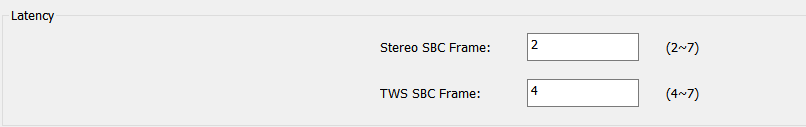 Latency
Stereo SBC Frame: 2 (2~7)
TWS SBC Frame: 4 (4~7)